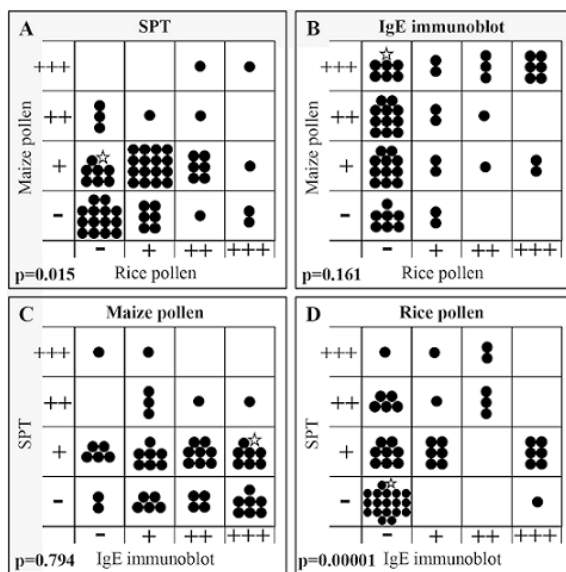 A SPT
+++
++
+
-
Maize pollen
- + ++ +++
p=0.015 Rice pollen
B IgE immunoblot
+++
++
+
-
Maize pollen
- + ++ +++
p=0.161 Rice pollen
C Maize pollen
+++
++
+
-
SPT
- + ++ +++
p=0.794 IgE immunoblot
D Rice pollen
+++
++
+
-
SPT
- + ++ +++
p=0.00001 IgE immunoblot